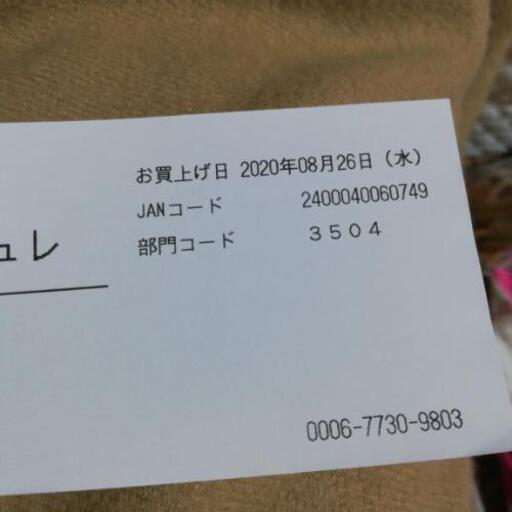 お買上げ日 2020年08月26日（水）
JANコード 2400040060749
部門コード ３５０４
ュレ
0006-7730-9803